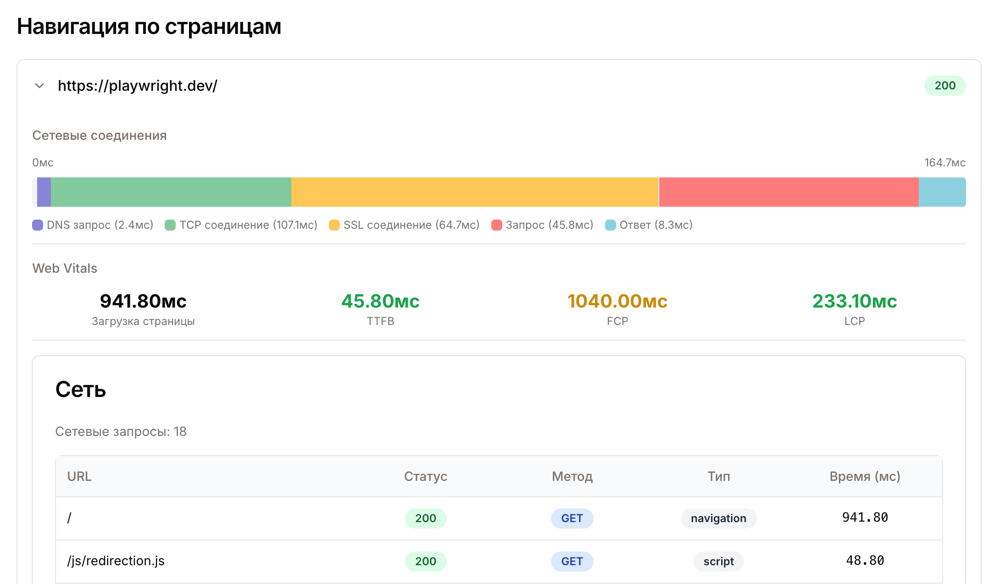 Навигация по страницам
https://playwright.dev/ 200
Сетевые соединения
0мс 164.7мс
DNS запрос (2.4мс) TCP соединение (107.1мс) SSL соединение (64.7мс) Запрос (45.8мс) Ответ (8.3мс)
Web Vitals
941.80мс 45.80мс 1040.00мс 233.10мс
Загрузка страницы TTFB FCP LCP
Сеть
Сетевые запросы: 18
URL Статус Метод Тип Время (мс)
/ 200 GET navigation 941.80
/js/redirection.js 200 GET script 48.80